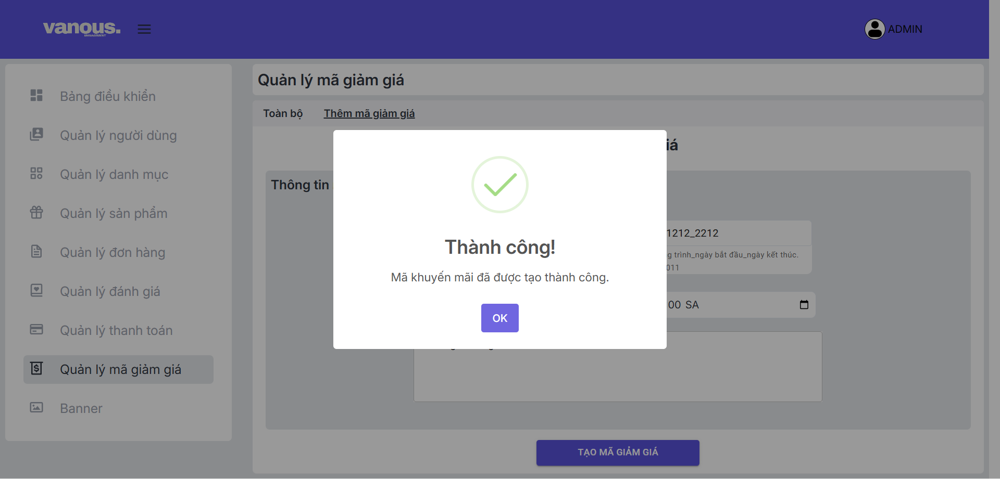 vanous.
MANAGEMENT
ADMIN
Bảng điều khiển
Quản lý người dùng
Quản lý danh mục
Quản lý sản phẩm
Quản lý đơn hàng
Quản lý đánh giá
Quản lý thanh toán
Quản lý mã giảm giá
Banner
Quản lý mã giảm giá
Toàn bộ
Thêm mã giảm giá
iá
Thông tin
1212_2212
g trình_ngày bắt đầu_ngày kết thúc.
011
00 SA
Thành công!
Mã khuyến mãi đã được tạo thành công.
OK
TẠO MÃ GIẢM GIÁ